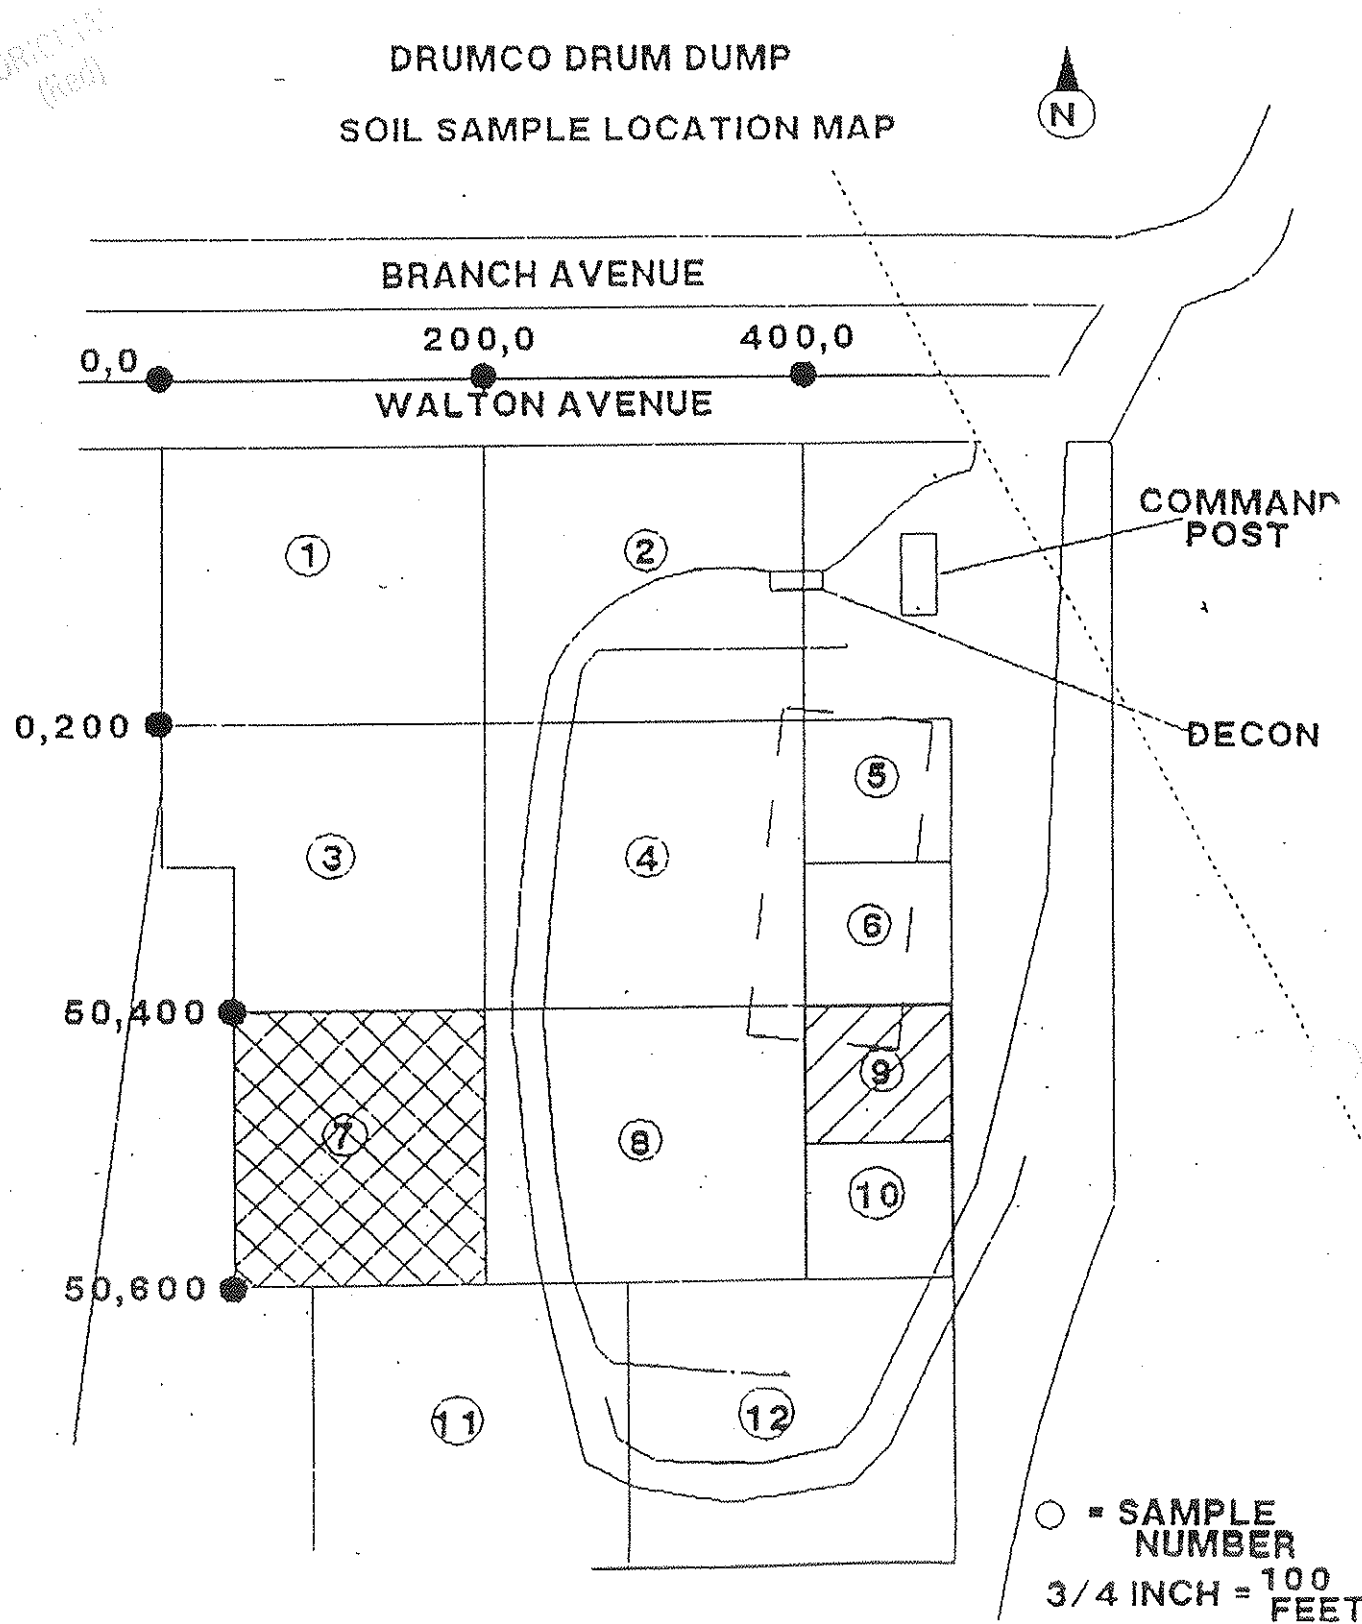 (Red)
DRUMCO DRUM DUMP
SOIL SAMPLE LOCATION MAP
N
BRANCH AVENUE
0,0
200,0
400,0
WALTON AVENUE
COMMAND
POST
1
2
0,200
DECON
5
3
4
6
50,400
9
7
8
10
50,600
11
12
= SAMPLE
NUMBER
3/4 INCH = 100
FEET